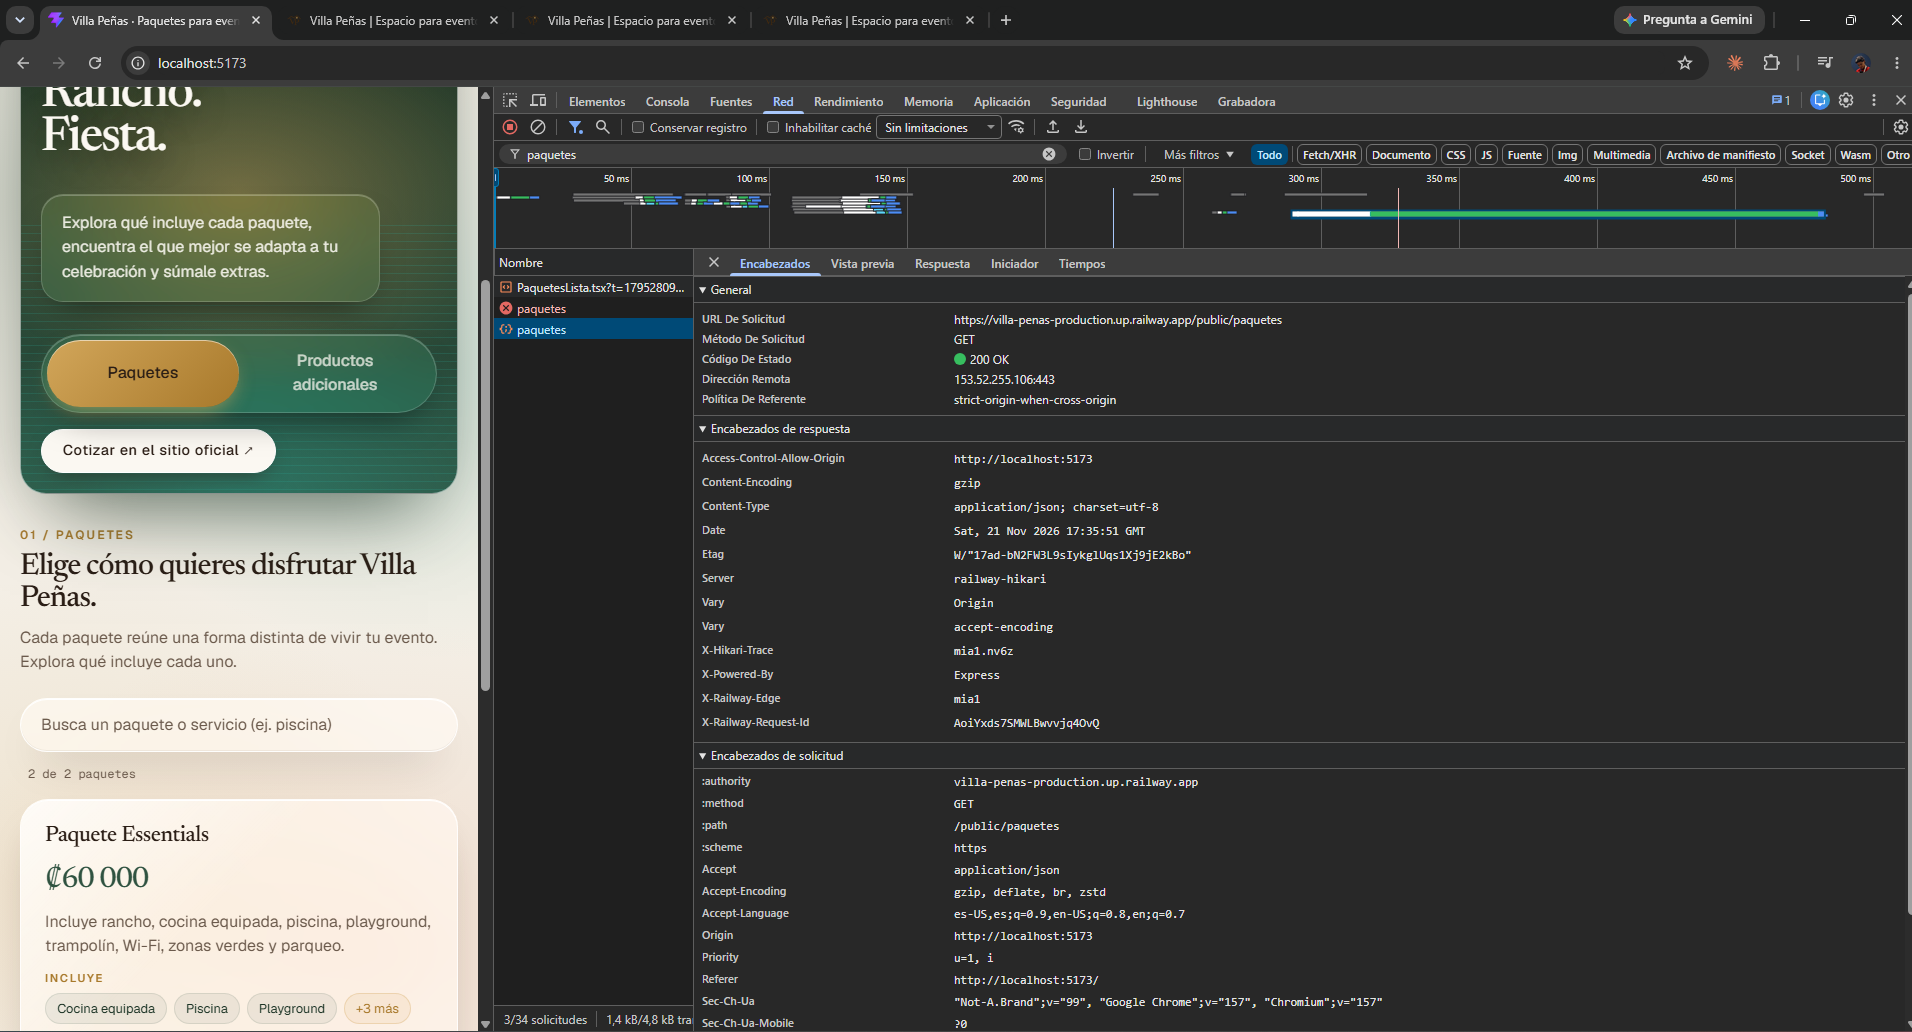 Villa Peñas · Paquetes para even
Villa Peñas | Espacio para event
Villa Peñas | Espacio para event
Villa Peñas | Espacio para event
Pregunta a Gemini
localhost:5173
Rancho.
Fiesta.
Explora qué incluye cada paquete,
encuentra el que mejor se adapta a tu
celebración y súmale extras.
Paquetes
Productos
adicionales
Cotizar en el sitio oficial ↗
01 / PAQUETES
Elige cómo quieres disfrutar Villa
Peñas.
Cada paquete reúne una forma distinta de vivir tu evento.
Explora qué incluye cada uno.
Busca un paquete o servicio (ej. piscina)
2 de 2 paquetes
Paquete Essentials
₡60 000
Incluye rancho, cocina equipada, piscina, playground,
trampolín, Wi-Fi, zonas verdes y parqueo.
INCLUYE
Cocina equipada Piscina Playground +3 más
Elementos Consola Fuentes Red Rendimiento Memoria Aplicación Seguridad Lighthouse Grabadora 1
Conservar registro Inhabilitar caché Sin limitaciones
paquetes Invertir Más filtros Todo Fetch/XHR Documento CSS JS Fuente Img Multimedia Archivo de manifiesto Socket Wasm Otro
50 ms 100 ms 150 ms 200 ms 250 ms 300 ms 350 ms 400 ms 450 ms 500 ms
Nombre
PaquetesLista.tsx?t=17952809...
paquetes
paquetes
3/34 solicitudes 1,4 kB/4,8 kB tra
Encabezados Vista previa Respuesta Iniciador Tiempos
General
URL De Solicitud https://villa-penas-production.up.railway.app/public/paquetes
Método De Solicitud GET
Código De Estado 200 OK
Dirección Remota 153.52.255.106:443
Política De Referente strict-origin-when-cross-origin
Encabezados de respuesta
Access-Control-Allow-Origin http://localhost:5173
Content-Encoding gzip
Content-Type application/json; charset=utf-8
Date Sat, 21 Nov 2026 17:35:51 GMT
Etag W/"17ad-bN2FW3L9sIykglUqs1Xj9jE2kBo"
Server railway-hikari
Vary Origin
Vary accept-encoding
X-Hikari-Trace mia1.nv6z
X-Powered-By Express
X-Railway-Edge mia1
X-Railway-Request-Id AoiYxds7SMWLBwvvjq4OvQ
Encabezados de solicitud
:authority villa-penas-production.up.railway.app
:method GET
:path /public/paquetes
:scheme https
Accept application/json
Accept-Encoding gzip, deflate, br, zstd
Accept-Language es-US,es;q=0.9,en-US;q=0.8,en;q=0.7
Origin http://localhost:5173
Priority u=1, i
Referer http://localhost:5173/
Sec-Ch-Ua "Not-A.Brand";v="99", "Google Chrome";v="157", "Chromium";v="157"
Sec-Ch-Ua-Mobile ?0